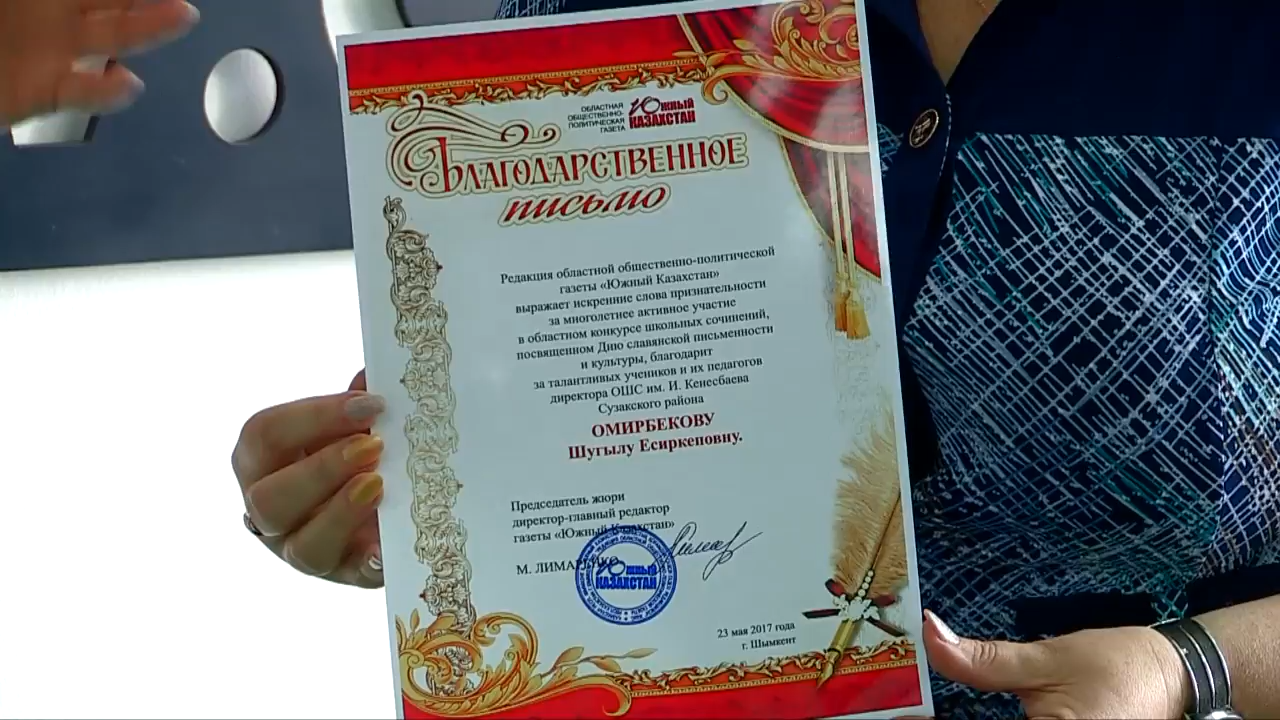 ОБЛАСТНАЯ
ОБЩЕСТВЕННО-
ПОЛИТИЧЕСКАЯ
ГАЗЕТА
ЮЖНЫЙ
КАЗАХСТАН
БЛАГОДАРСТВЕННОЕ
письмо
Редакция областной общественно-политической
газеты «Южный Казахстан»
выражает искренние слова признательности
за многолетнее активное участие
в областном конкурсе школьных сочинений,
посвященном Дню славянской письменности
и культуры, благодарит
за талантливых учеников и их педагогов
директора ОШС им. И. Кенесбаева
Сузакского района
ОМИРБЕКОВУ
Шугылу Есиркеповну.
Председатель жюри
директор-главный редактор
газеты «Южный Казахстан»
М. ЛИМАРЕНКО
ЮЖНЫЙ
КАЗАХСТАН
23 мая 2017 года
г. Шымкент